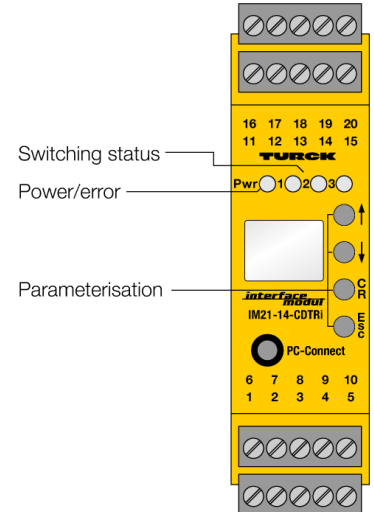 16 17 18 19 20
11 12 13 14 15
TURCK
Switching status
Power/error
Pwr 1 2 3
Parameterisation
C
R
interface
modul
IM21-14-CDTRi
E
s
c
PC-Connect
6 7 8 9 10
1 2 3 4 5